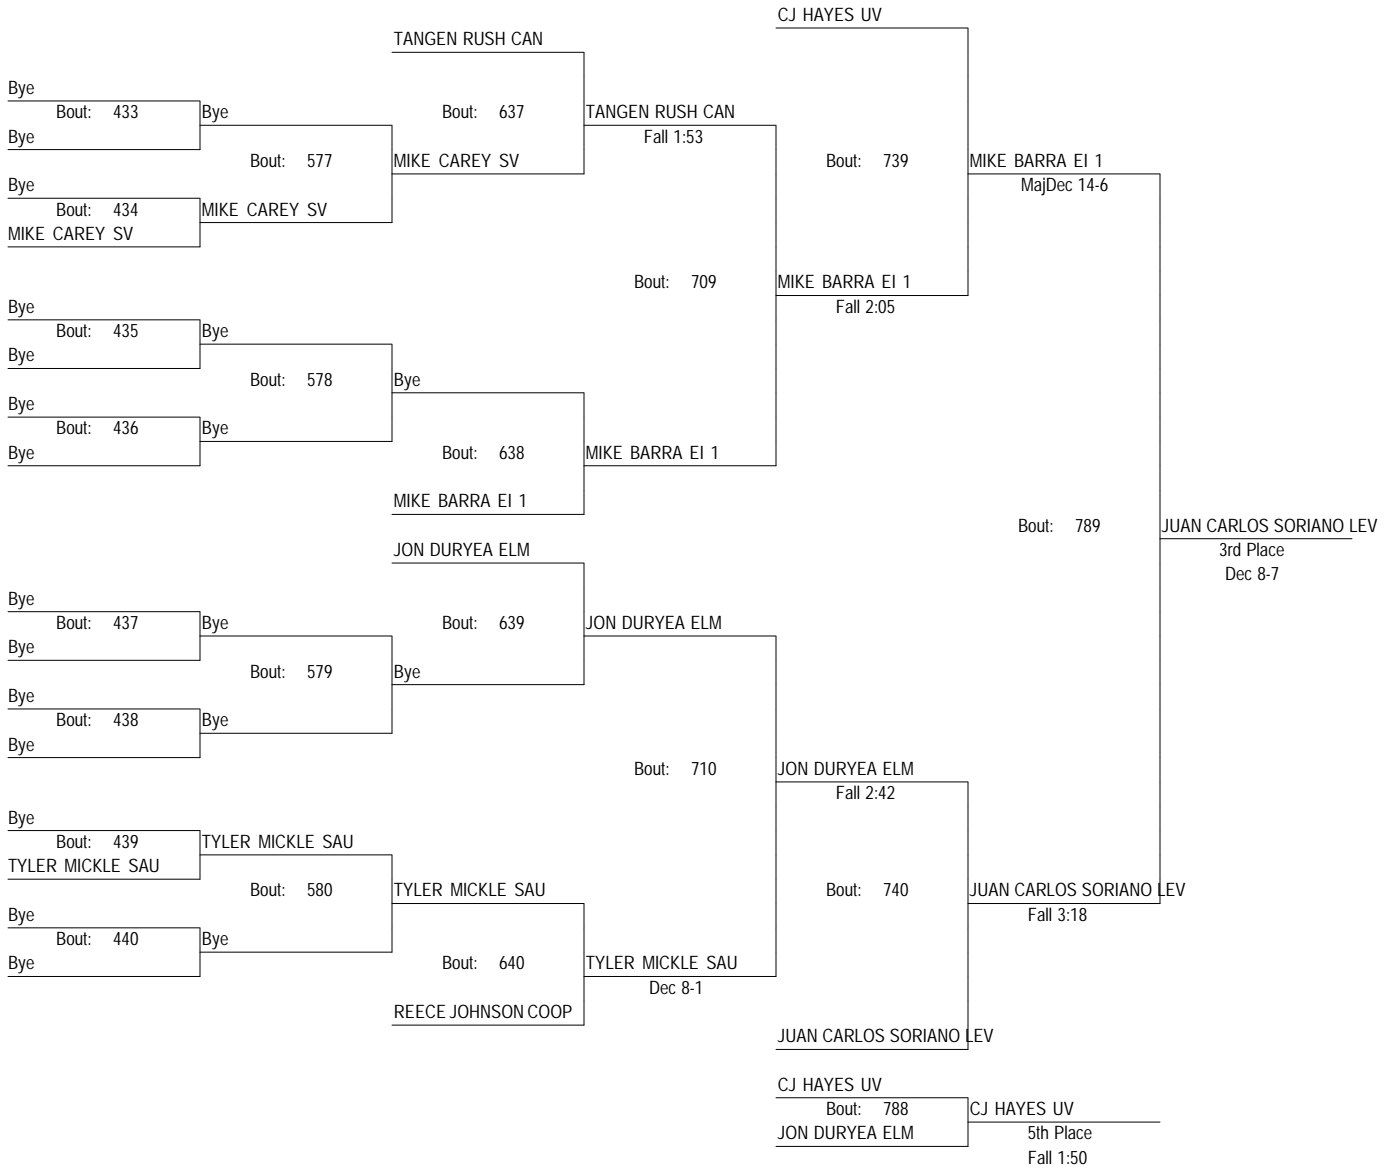 CJ HAYES UV
TANGEN RUSH CAN
Bye
Bout: 433 Bye Bout: 637 TANGEN RUSH CAN
Bye Fall 1:53
Bout: 577 MIKE CAREY SV Bout: 739 MIKE BARRA EI 1
Bye MajDec 14-6
Bout: 434 MIKE CAREY SV
MIKE CAREY SV
Bout: 709 MIKE BARRA EI 1
Bye Fall 2:05
Bout: 435 Bye
Bye
Bout: 578 Bye
Bye
Bout: 436 Bye
Bye Bout: 638 MIKE BARRA EI 1
MIKE BARRA EI 1
Bout: 789 JUAN CARLOS SORIANO LEV
JON DURYEA ELM 3rd Place
Dec 8-7
Bye
Bout: 437 Bye Bout: 639 JON DURYEA ELM
Bye
Bout: 579 Bye
Bye
Bout: 438 Bye
Bye
Bout: 710 JON DURYEA ELM
Fall 2:42
Bye
Bout: 439 TYLER MICKLE SAU
TYLER MICKLE SAU
Bout: 580 TYLER MICKLE SAU Bout: 740 JUAN CARLOS SORIANO LEV
Bye Fall 3:18
Bout: 440 Bye
Bye Bout: 640 TYLER MICKLE SAU
Dec 8-1
REECE JOHNSON COOP
JUAN CARLOS SORIANO LEV
CJ HAYES UV
Bout: 788 CJ HAYES UV
JON DURYEA ELM 5th Place
Fall 1:50